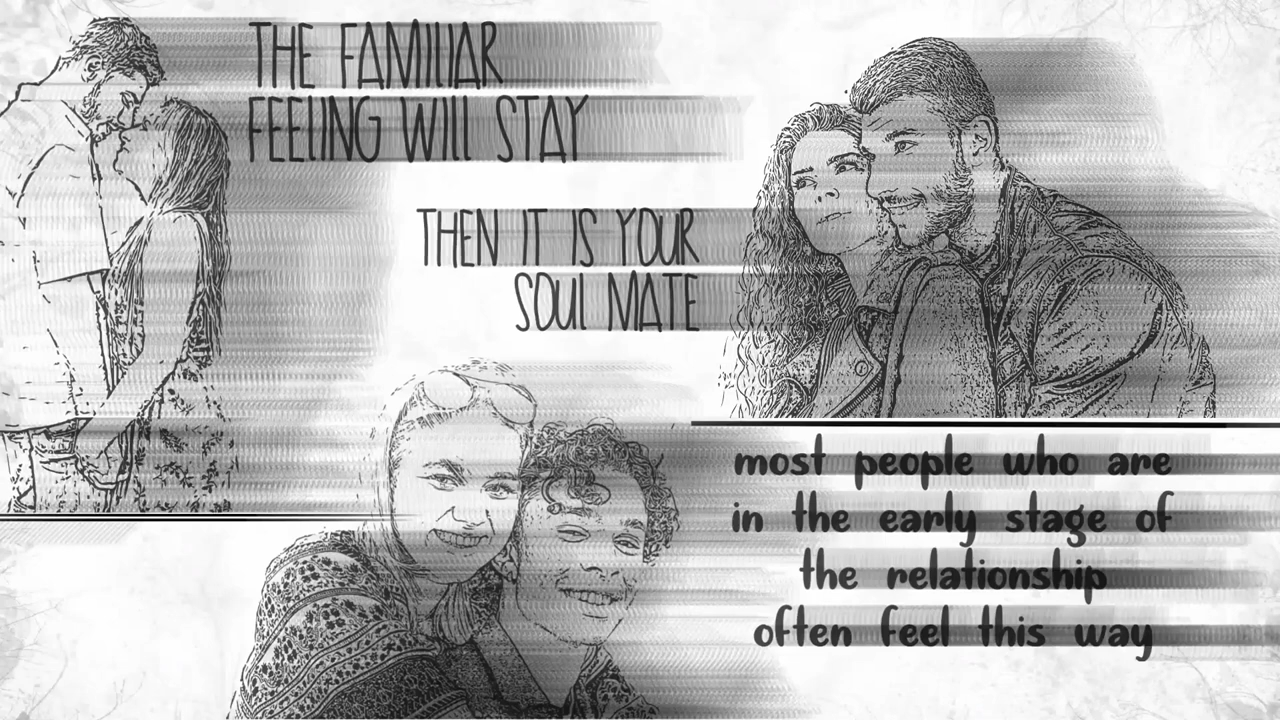 THE FAMILIAR
FEELING WILL STAY
THEN IT IS YOUR
SOUL MATE
most people who are
in the early stage of
the relationship
often feel this way